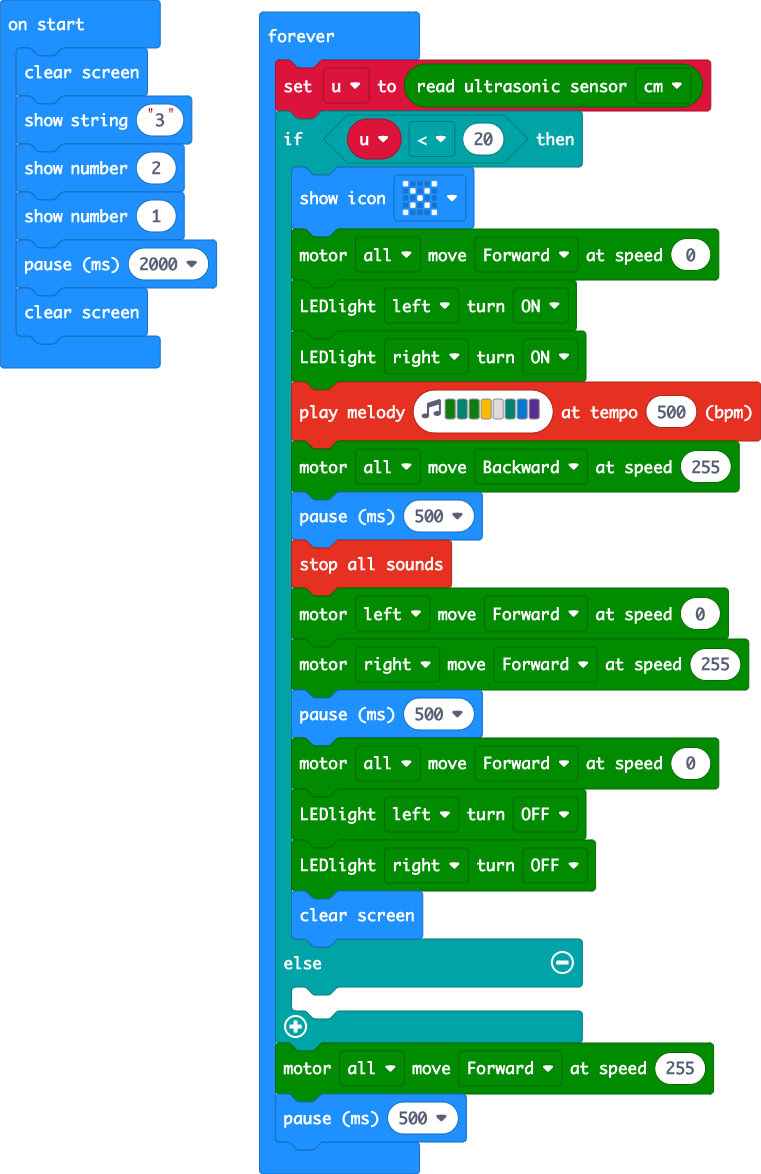 on start
clear screen
show string "3"
show number 2
show number 1
pause (ms) 2000
clear screen
forever
set u to read ultrasonic sensor cm
if u < 20 then
show icon
motor all move Forward at speed 0
LEDlight left turn ON
LEDlight right turn ON
play melody at tempo 500 (bpm)
motor all move Backward at speed 255
pause (ms) 500
stop all sounds
motor left move Forward at speed 0
motor right move Forward at speed 255
pause (ms) 500
motor all move Forward at speed 0
LEDlight left turn OFF
LEDlight right turn OFF
clear screen
else
motor all move Forward at speed 255
pause (ms) 500